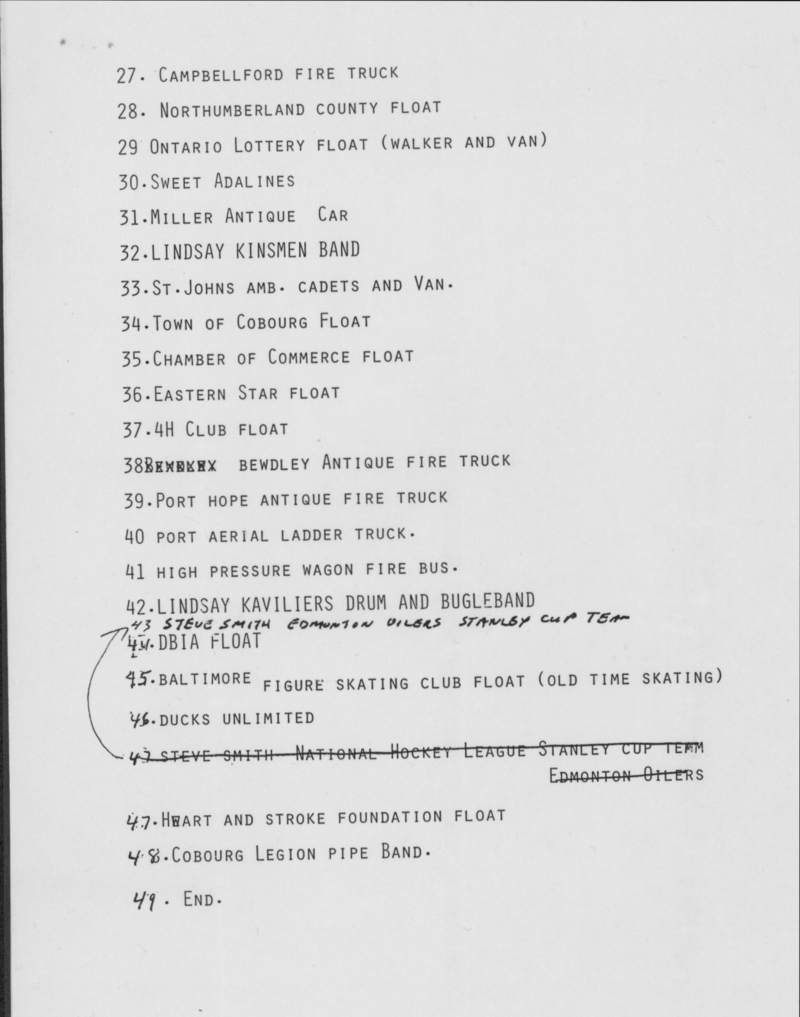 27. CAMPBELLFORD FIRE TRUCK
28. NORTHUMBERLAND COUNTY FLOAT
29 ONTARIO LOTTERY FLOAT (WALKER AND VAN)
30.SWEET ADALINES
31.MILLER ANTIQUE CAR
32.LINDSAY KINSMEN BAND
33.ST.JOHNS AMB. CADETS AND VAN.
34.TOWN OF COBOURG FLOAT
35.CHAMBER OF COMMERCE FLOAT
36.EASTERN STAR FLOAT
37.4H CLUB FLOAT
38 BEWDLEY ANTIQUE FIRE TRUCK
39.PORT HOPE ANTIQUE FIRE TRUCK
40 PORT AERIAL LADDER TRUCK.
41 HIGH PRESSURE WAGON FIRE BUS.
42.LINDSAY KAVILIERS DRUM AND BUGLEBAND
43 STEVE SMITH EDMONTON OILERS STANLEY CUP TEAM
44.DBIA FLOAT
45.BALTIMORE FIGURE SKATING CLUB FLOAT (OLD TIME SKATING)
46.DUCKS UNLIMITED
47 STEVE SMITH NATIONAL HOCKEY LEAGUE STANLEY CUP TEAM
EDMONTON OILERS
47.HEART AND STROKE FOUNDATION FLOAT
48.COBOURG LEGION PIPE BAND.
49. END.